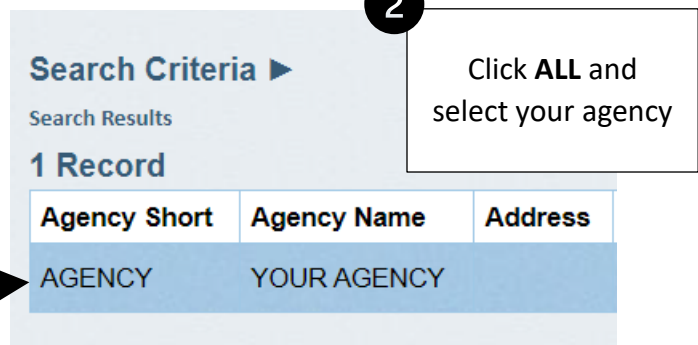 2
Click ALL and
select your agency
Search Criteria ▶
Search Results
1 Record
Agency Short Agency Name Address
AGENCY YOUR AGENCY